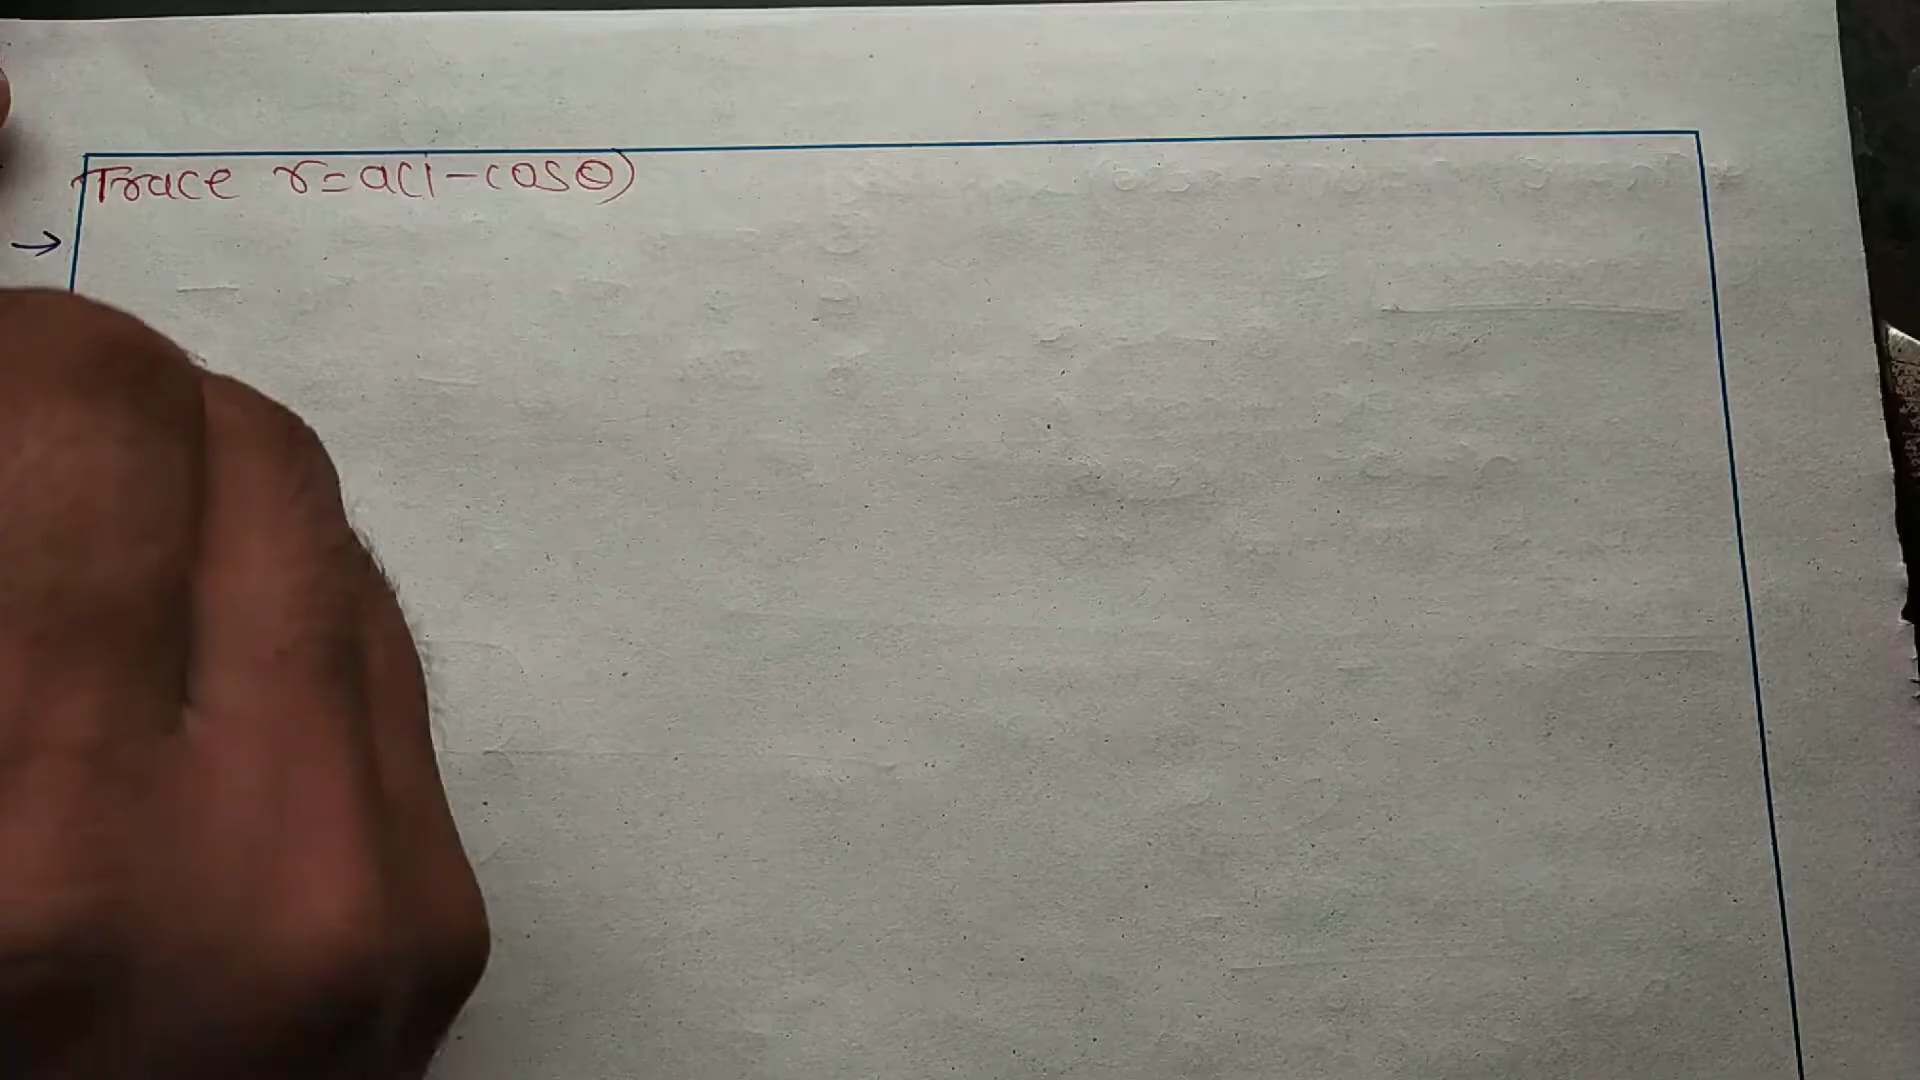 Trace r=a(1-cosθ)
→